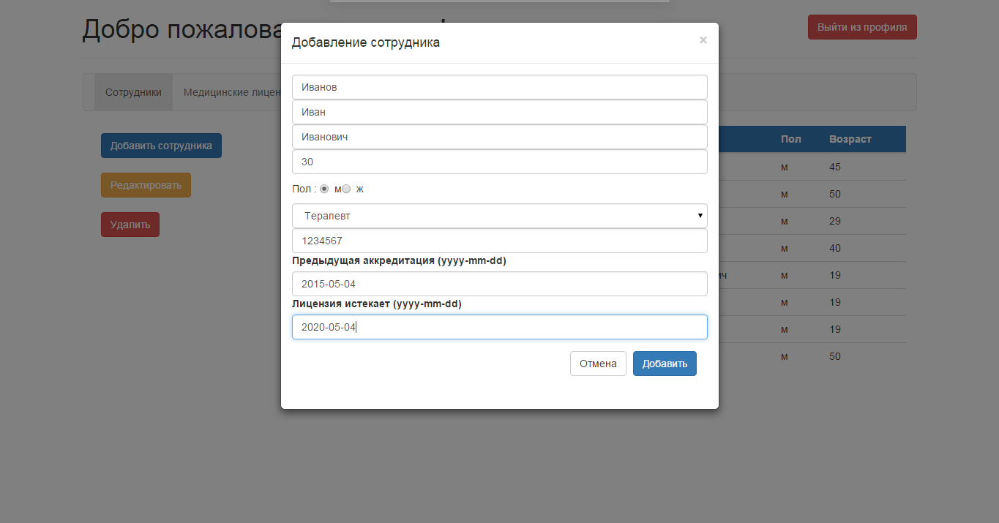 Добро пожалова
Выйти из профиля
Сотрудники Медицинские лицен
Добавить сотрудника
Редактировать
Удалить
Добавление сотрудника ×
Иванов
Иван
Иванович
30
Пол : м ж
Терапевт
1234567
Предыдущая аккредитация (yyyy-mm-dd)
2015-05-04
Лицензия истекает (yyyy-mm-dd)
2020-05-04
Отмена Добавить
Пол Возраст
м 45
м 50
м 29
м 40
ич м 19
м 19
м 19
м 50